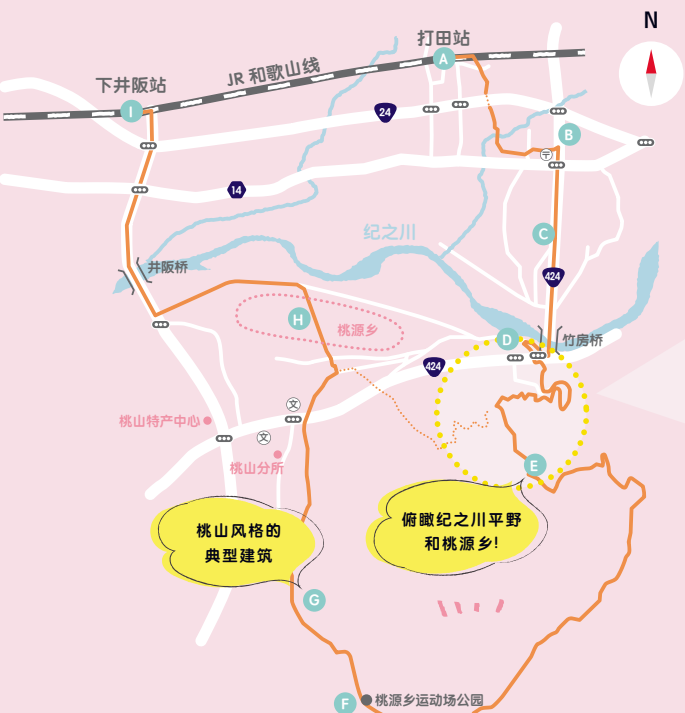 N
打田站
A
JR 和歌山线
下井阪站
I
24
B
〒
14
纪之川
C
井阪桥
424
H
桃源乡
D
竹房桥
424
文
桃山特产中心
文
桃山分所
E
桃山风格的
典型建筑
俯瞰纪之川平野
和桃源乡!
G
F
桃源乡运动场公园